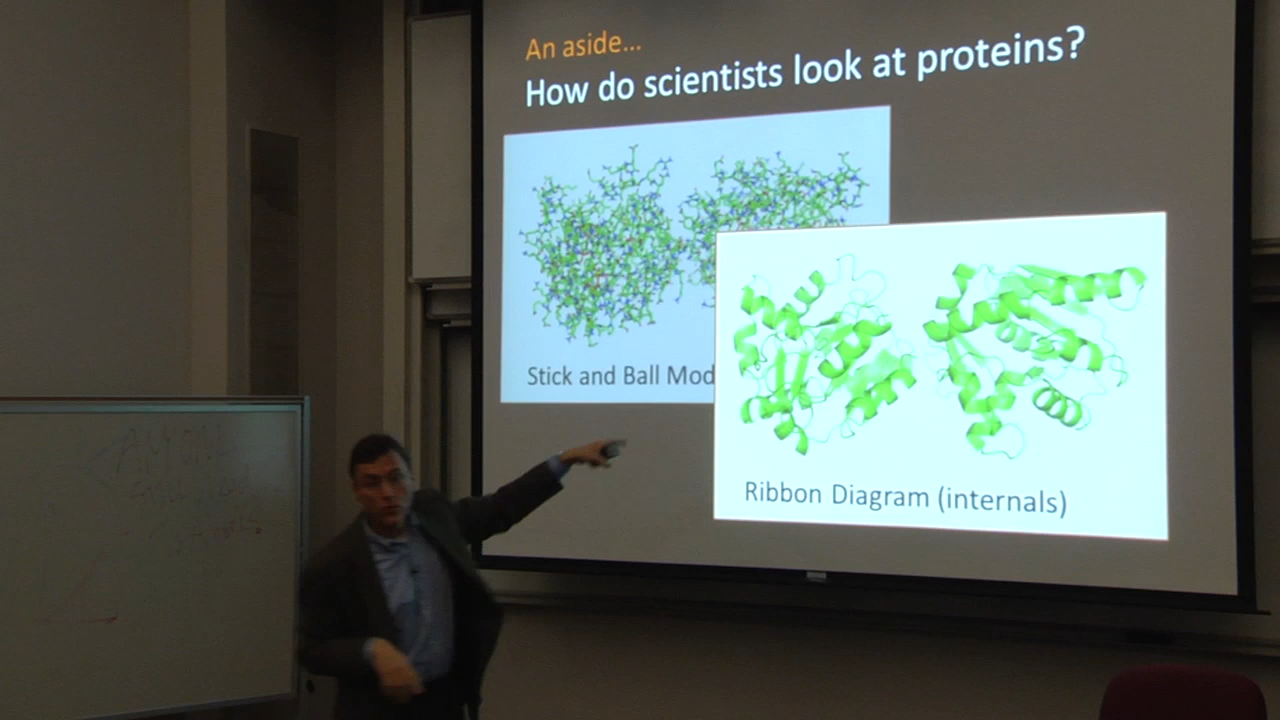 An aside...
How do scientists look at proteins?
Stick and Ball Mod
Ribbon Diagram (internals)